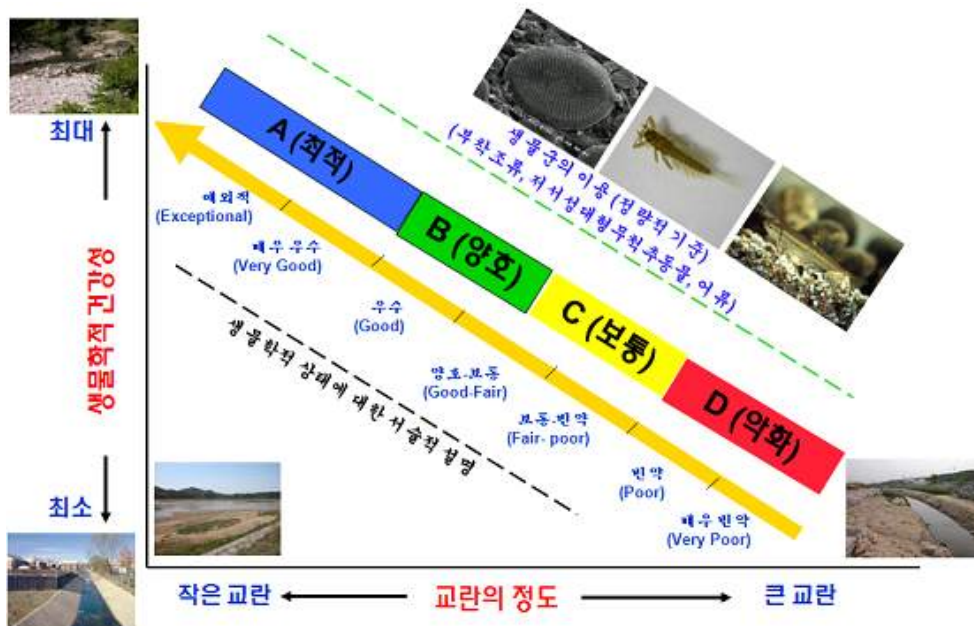 최대
생물학적 건강성
최소
A (최적)
B (양호)
C (보통)
D (악화)
생물군의 이용 (정량적 기준)
(부착조류, 저서성대형무척추동물, 어류)
예외적
(Exceptional)
매우 우수
(Very Good)
우수
(Good)
양호-보통
(Good-Fair)
보통-빈약
(Fair- poor)
빈약
(Poor)
매우 빈약
(Very Poor)
생물학적 상태에 대한 서술적 설명
작은 교란
교란의 정도
큰 교란